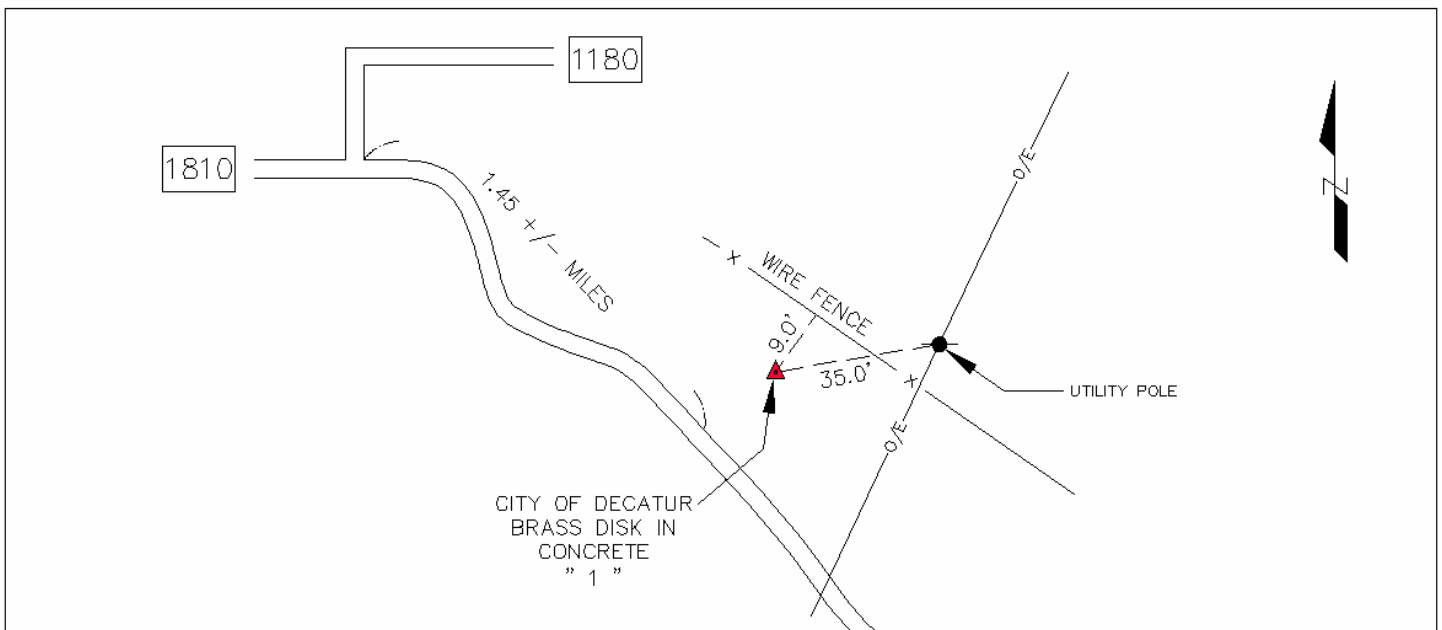 1180
1810
1.45 +/- MILES
O/E
N
WIRE FENCE
9.0'
35.0'
UTILITY POLE
O/E
CITY OF DECATUR
BRASS DISK IN
CONCRETE
" 1 "